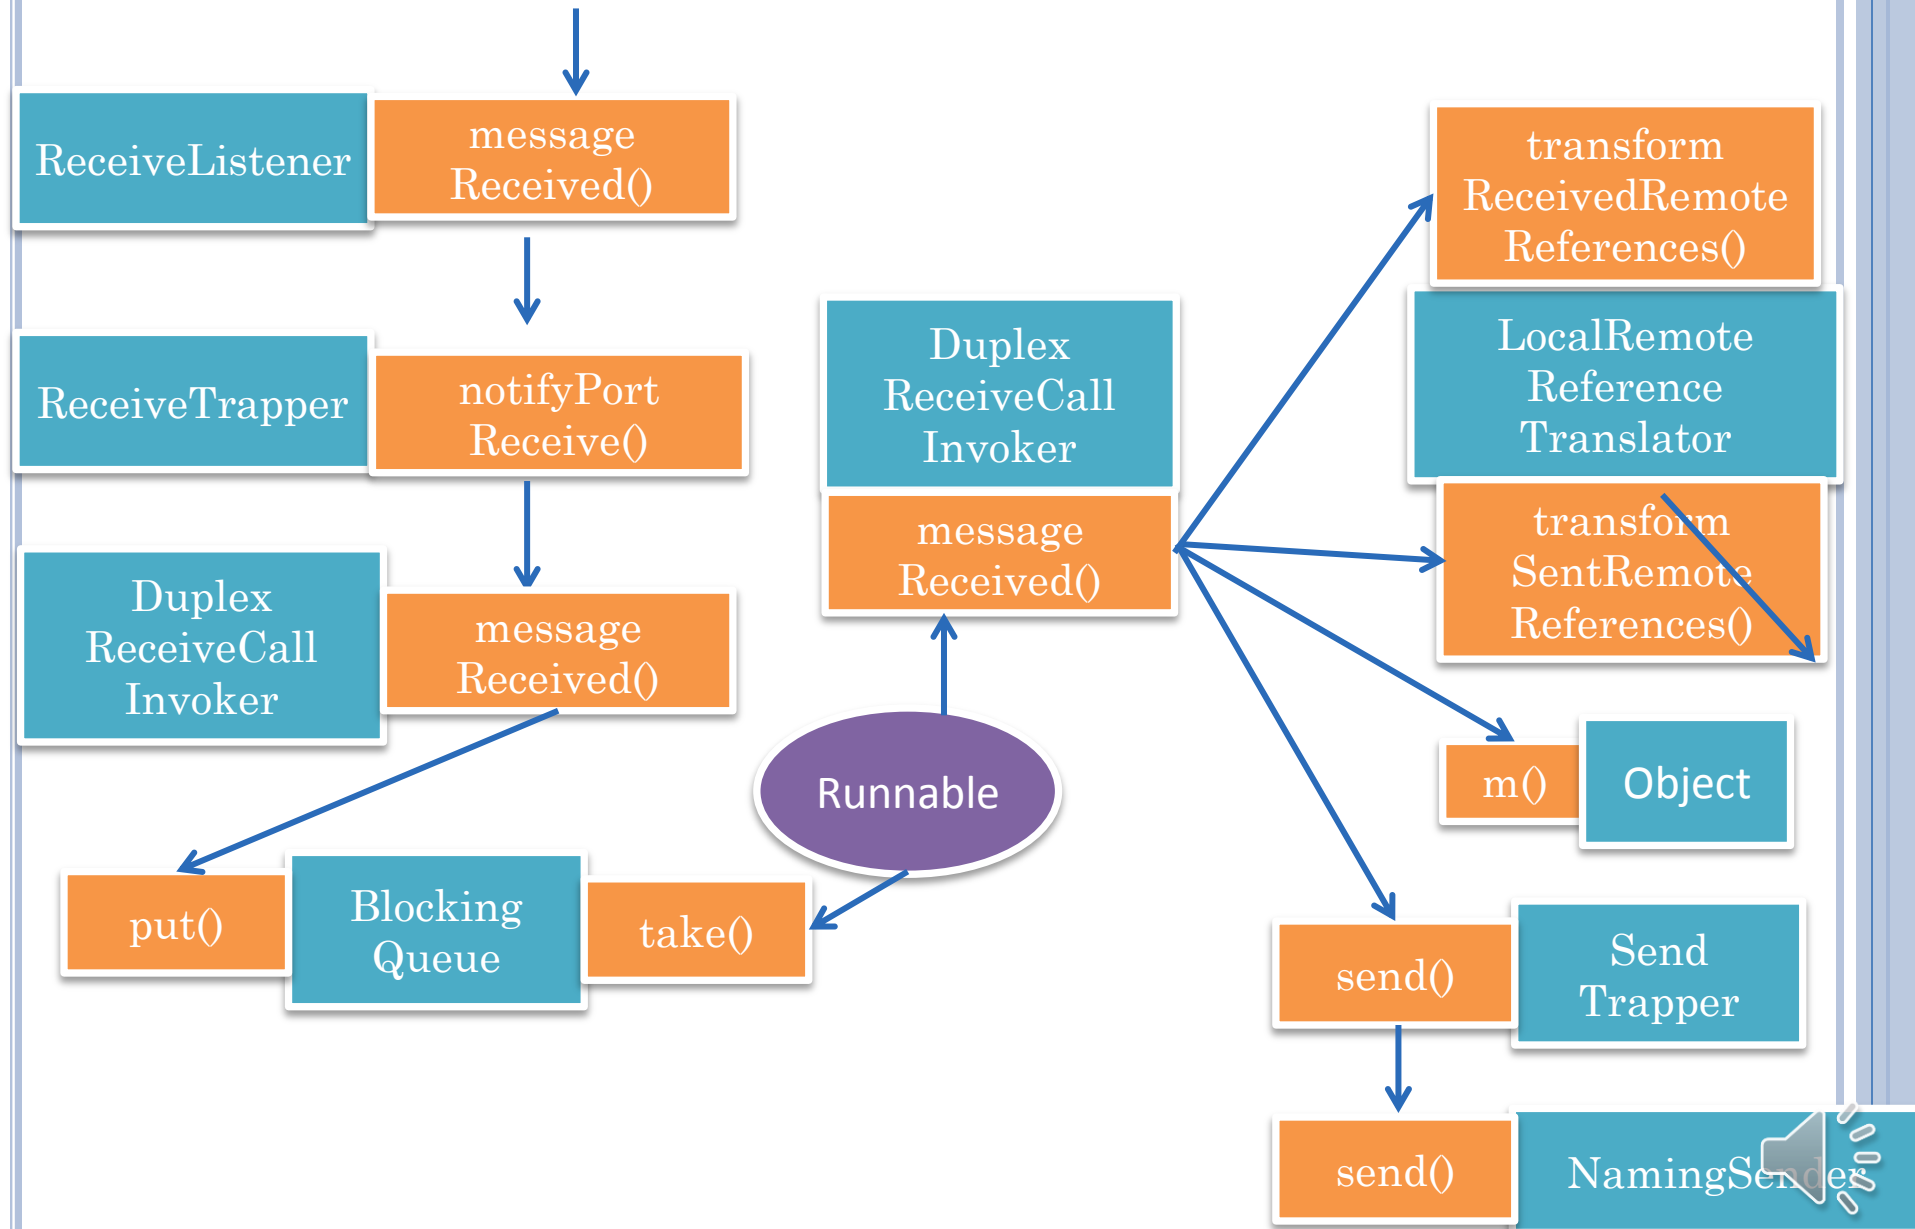 ReceiveListener
message
Received()
ReceiveTrapper
notifyPort
Receive()
Duplex
ReceiveCall
Invoker
message
Received()
put()
Blocking
Queue
take()
Runnable
Duplex
ReceiveCall
Invoker
message
Received()
transform
ReceivedRemote
References()
LocalRemote
Reference
Translator
transform
SentRemote
References()
m()
Object
send()
Send
Trapper
send()
NamingSender